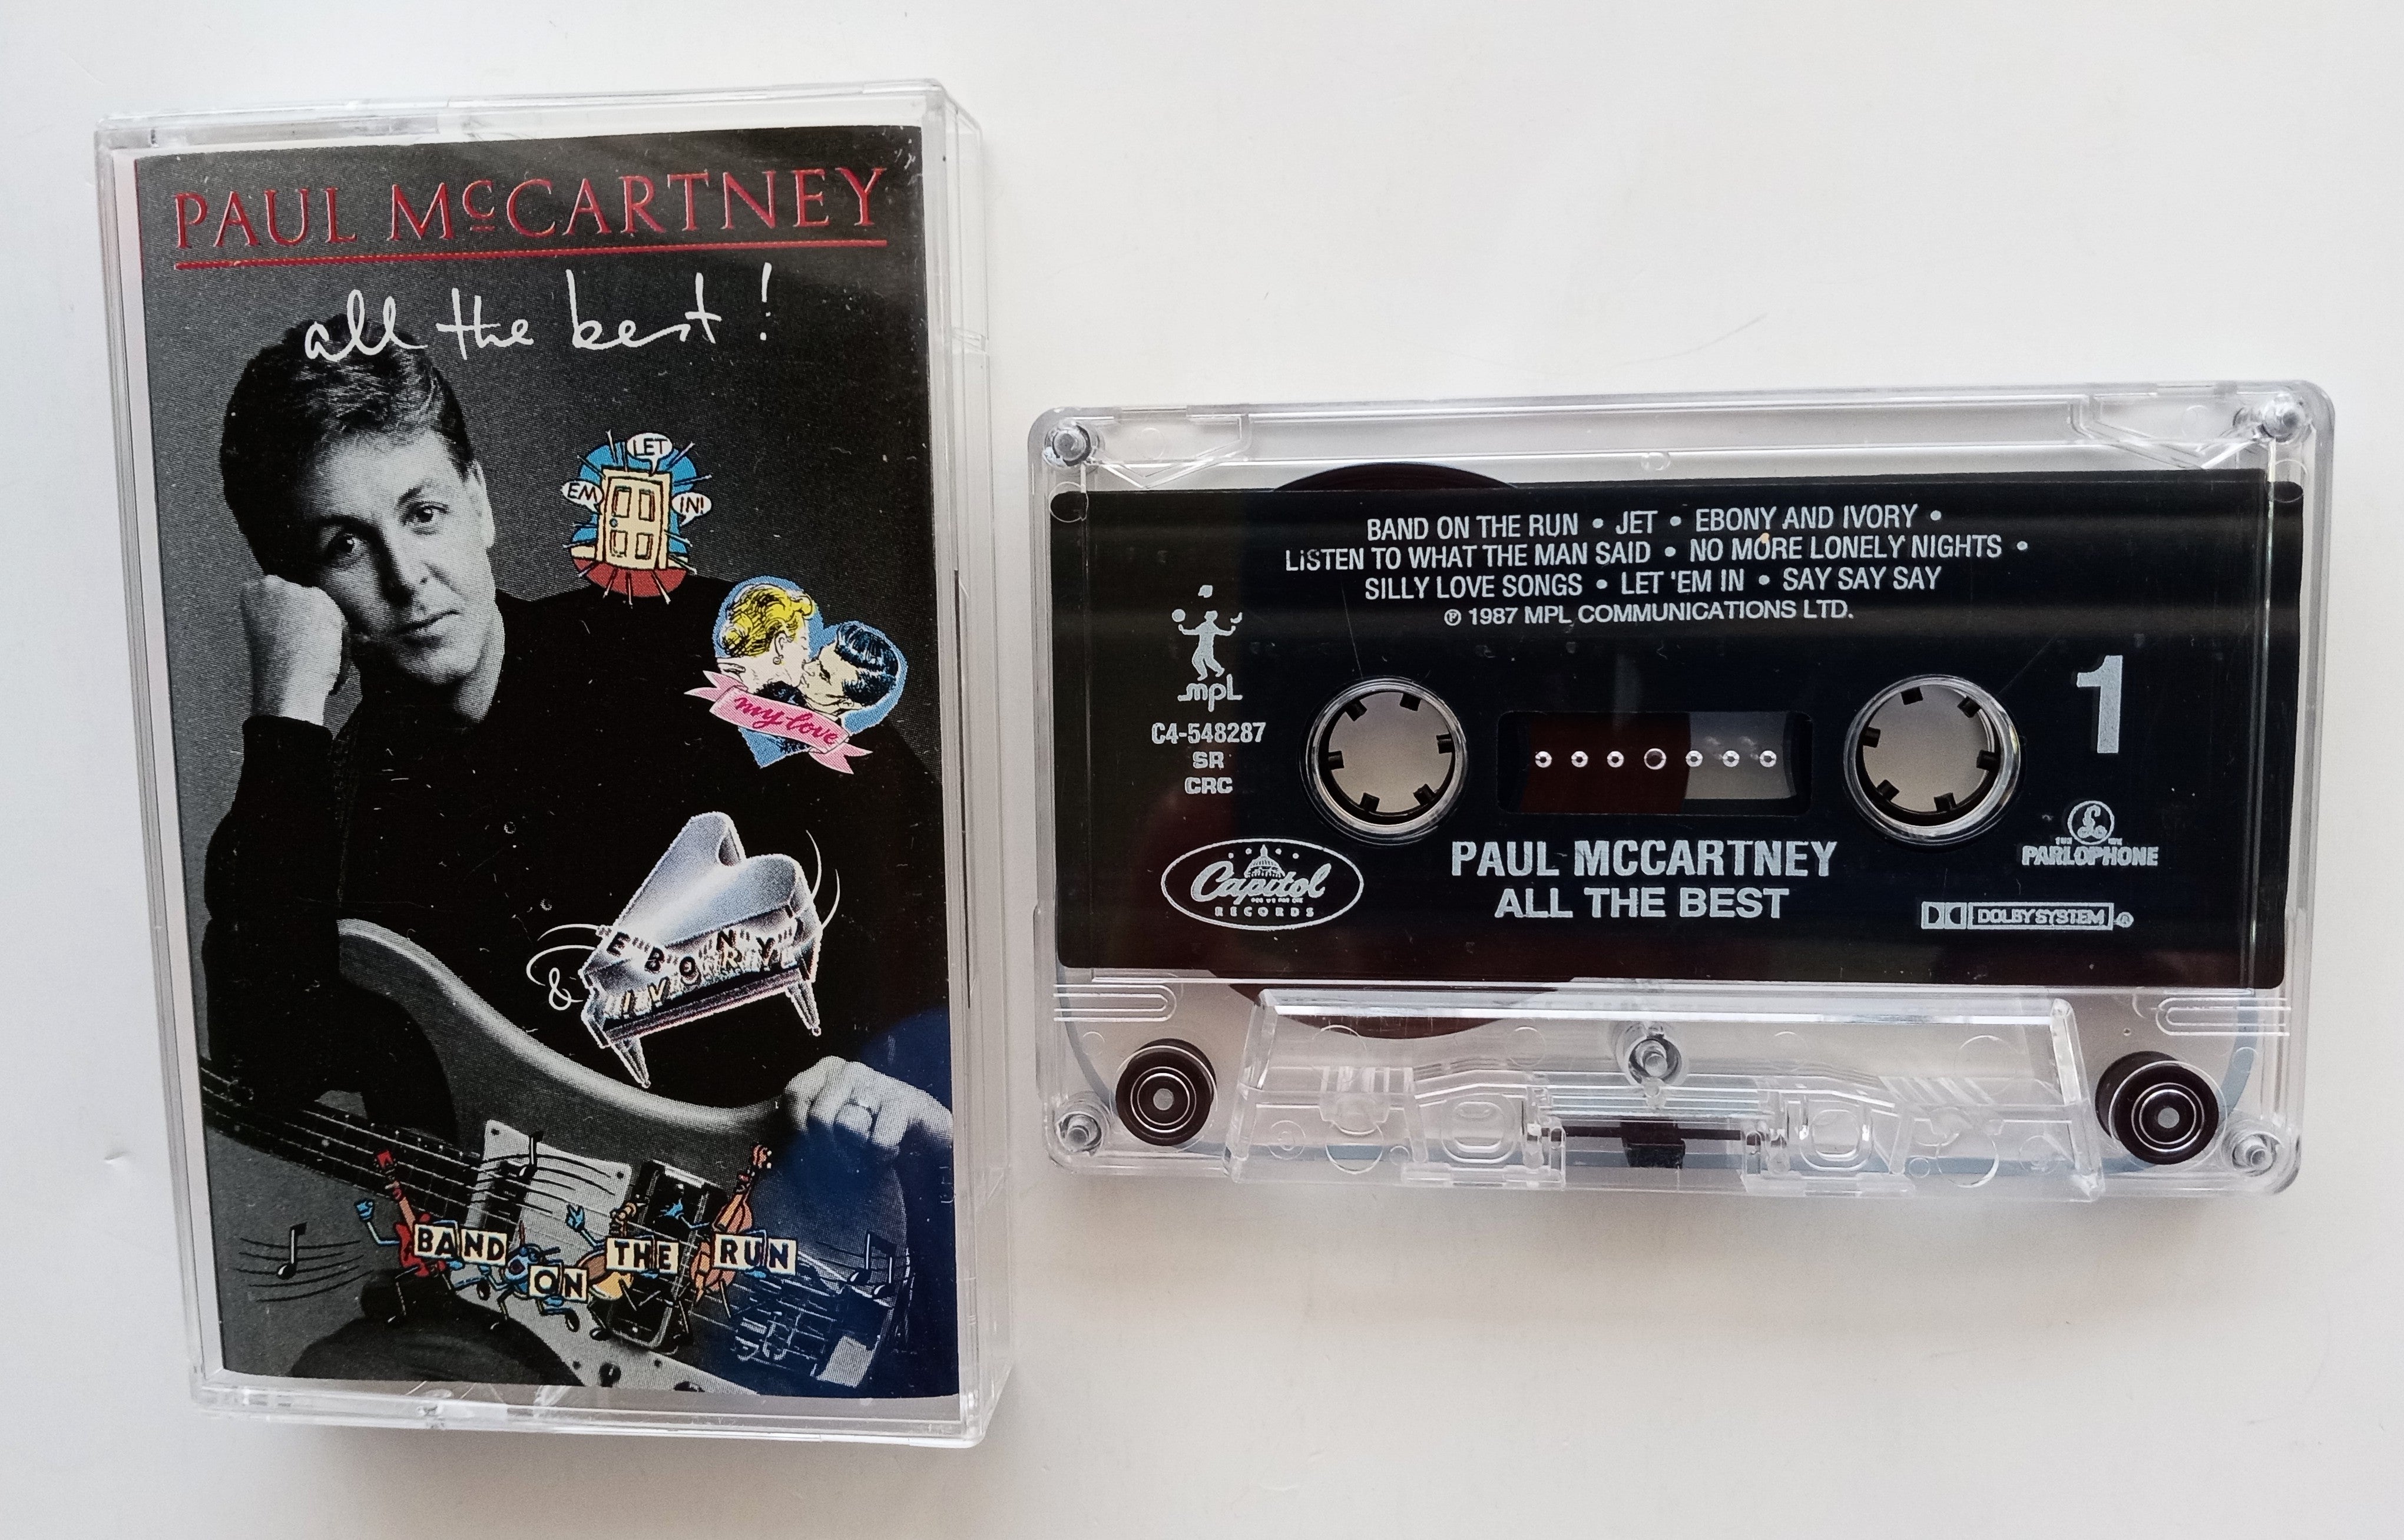 PAUL McCARTNEY
all the best!
LET
EM
IN!
my love
"E"B"O"N"Y"
& "IVORY"
BAND ON THE RUN
BAND ON THE RUN • JET • EBONY AND IVORY •
LISTEN TO WHAT THE MAN SAID • NO MORE LONELY NIGHTS •
SILLY LOVE SONGS • LET 'EM IN • SAY SAY SAY
℗ 1987 MPL COMMUNICATIONS LTD.
mpL
C4-548287
SR
CRC
1
Capitol
RECORDS
PAUL MCCARTNEY
ALL THE BEST
£
PARLOPHONE
DOLBY SYSTEM ®